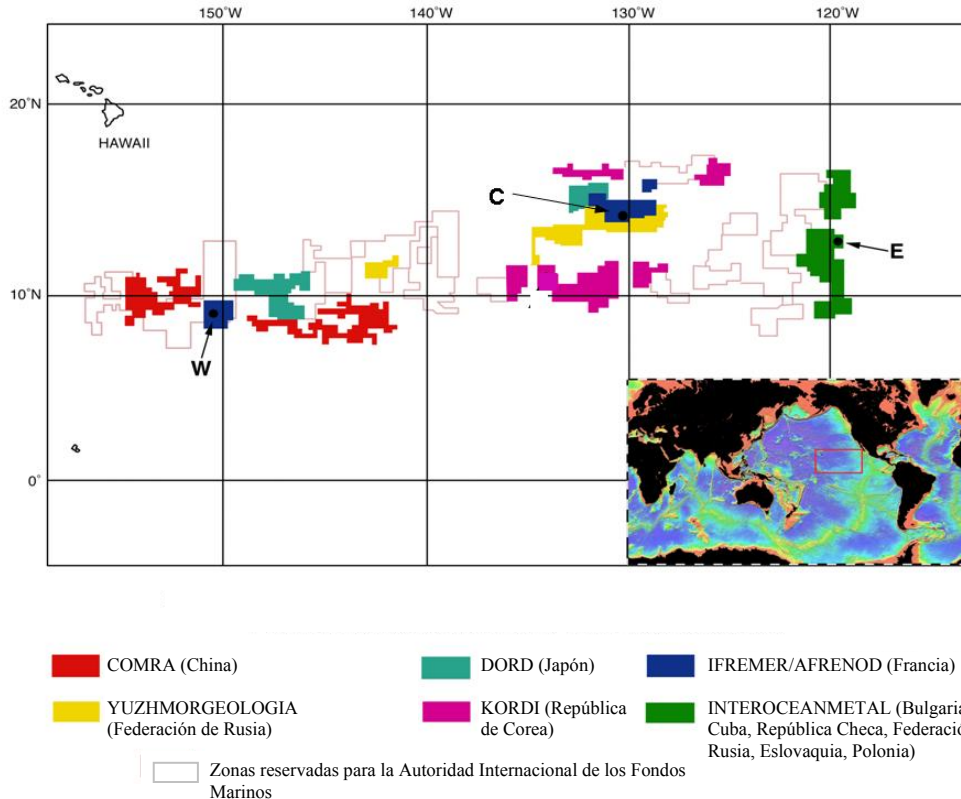 150°W 140°W 130°W 120°W
20°N
HAWAII
C
E
10°N
W
0°
COMRA (China)
DORD (Japón)
IFREMER/AFRENOD (Francia)
YUZHMORGEOLOGIA
(Federación de Rusia)
KORDI (República
de Corea)
INTEROCEANMETAL (Bulgaria
Cuba, República Checa, Federació
Rusia, Eslovaquia, Polonia)
Zonas reservadas para la Autoridad Internacional de los Fondos
Marinos